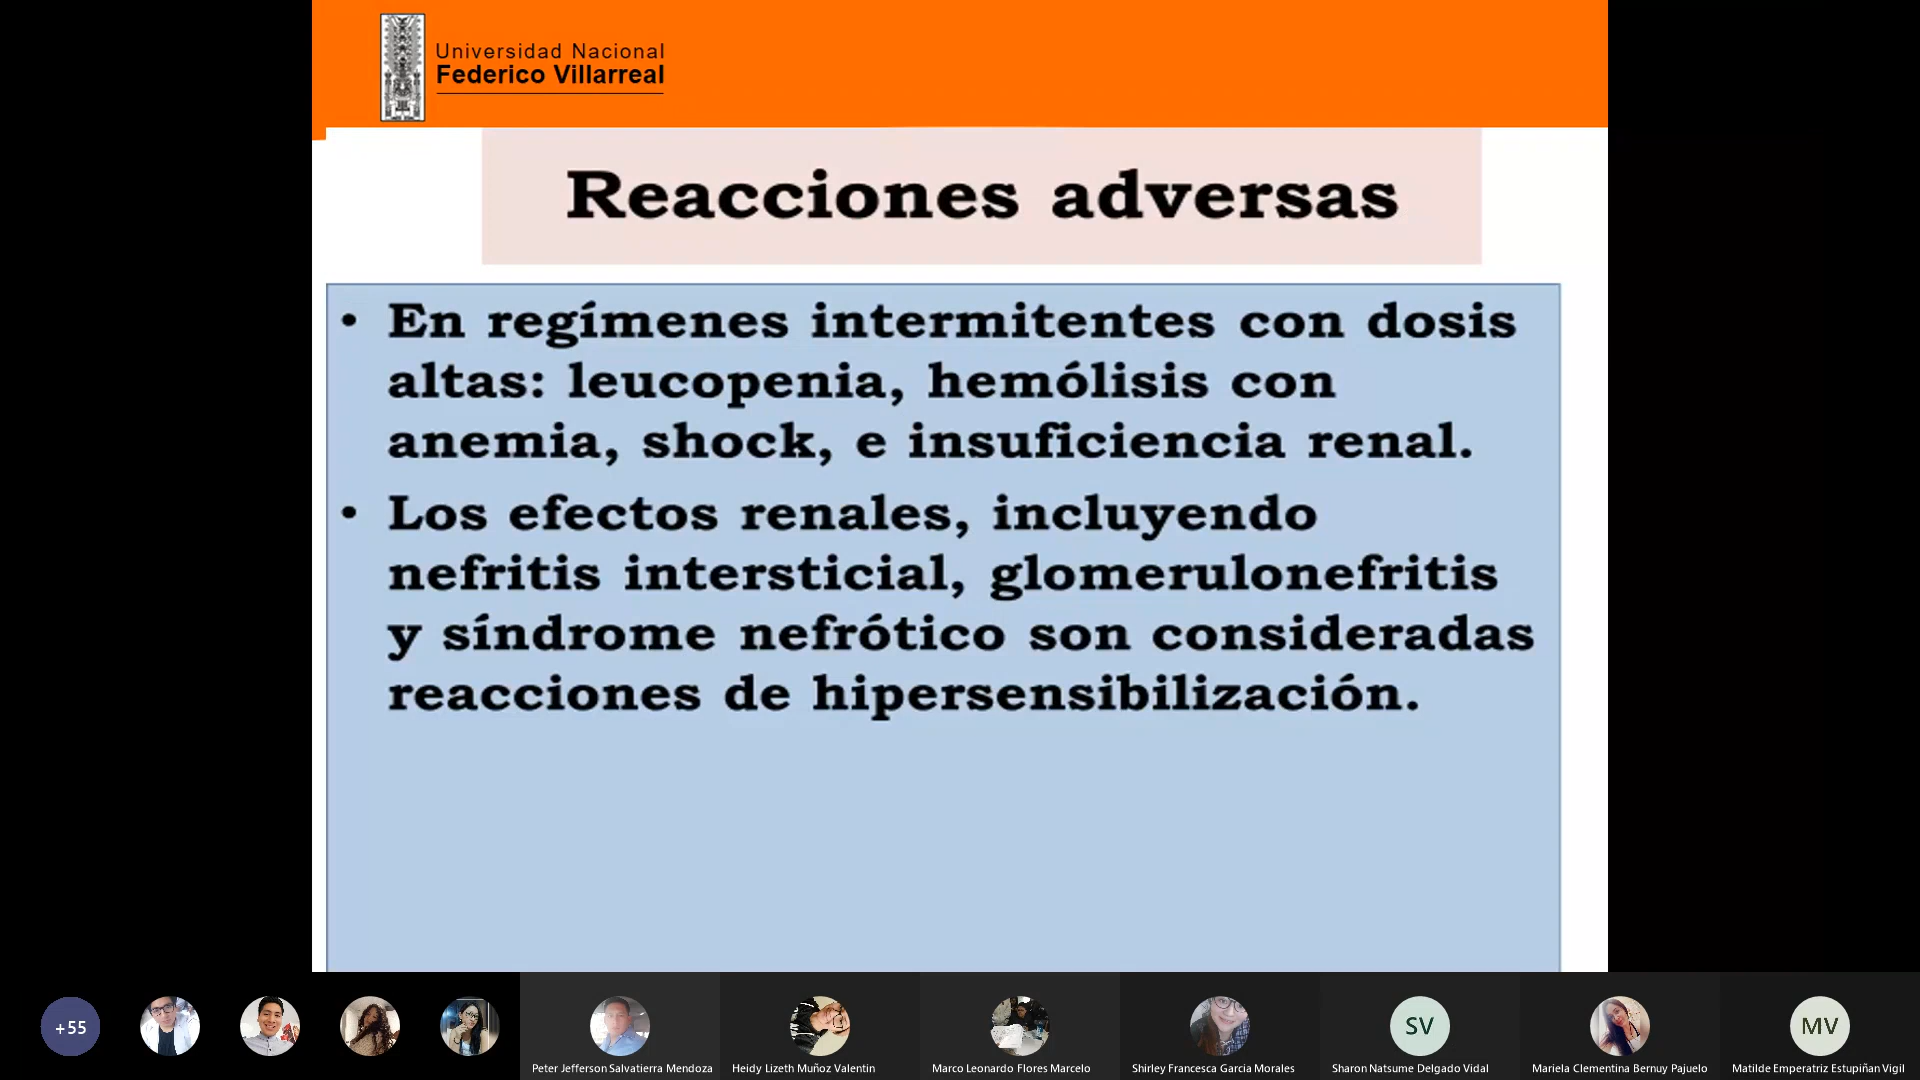 Universidad Nacional
Federico Villarreal
Reacciones adversas
• En regímenes intermitentes con dosis
altas: leucopenia, hemólisis con
anemia, shock, e insuficiencia renal.
• Los efectos renales, incluyendo
nefritis intersticial, glomerulonefritis
y síndrome nefrótico son consideradas
reacciones de hipersensibilización.
+55
SV
MV
Peter Jefferson Salvatierra Mendoza
Heidy Lizeth Muñoz Valentin
Marco Leonardo Flores Marcelo
Shirley Francesca Garcia Morales
Sharon Natsume Delgado Vidal
Mariela Clementina Bernuy Pajuelo
Matilde Emperatriz Estupiñan Vigil